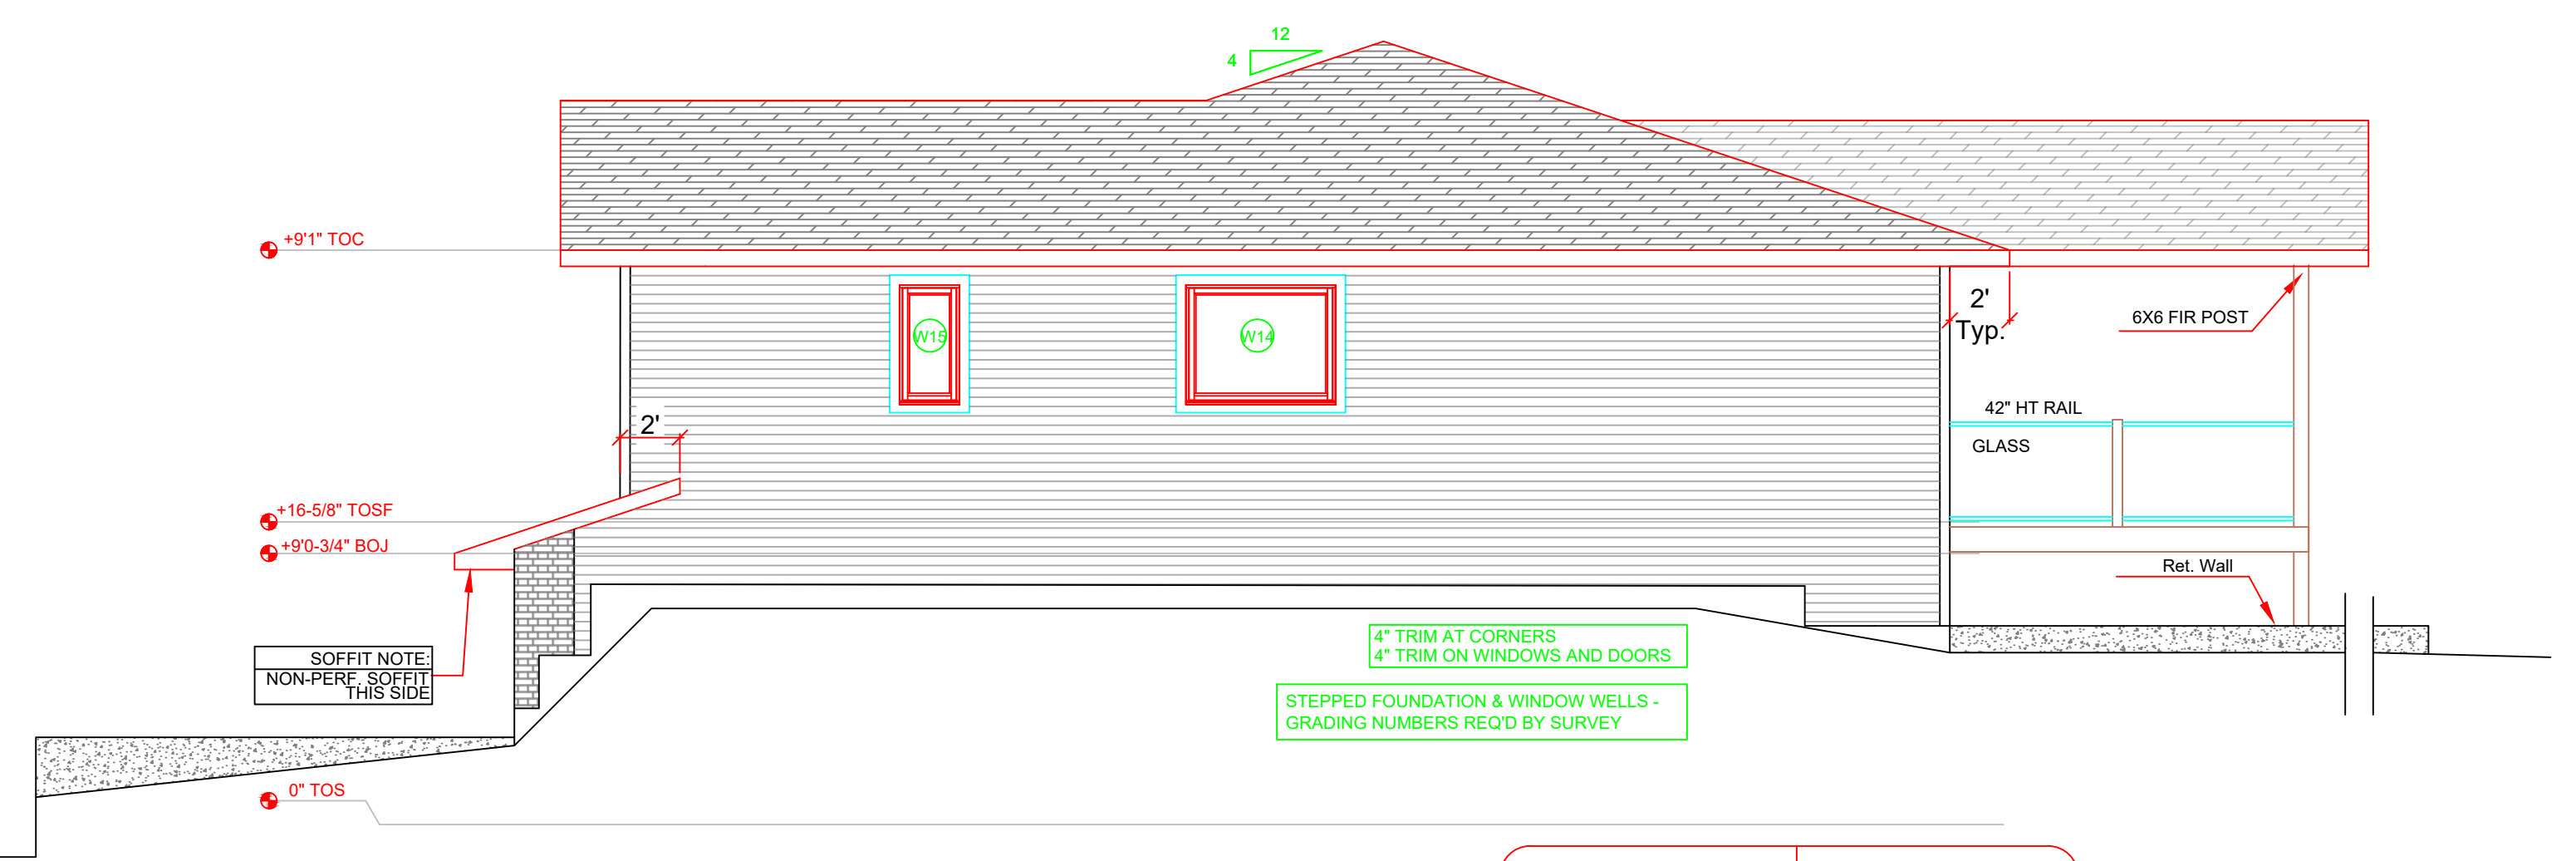 12
4
+9'1" TOC
W15
W14
2'
Typ.
6X6 FIR POST
2'
42" HT RAIL
GLASS
+16-5/8" TOSF
+9'0-3/4" BOJ
Ret. Wall
SOFFIT NOTE:
NON-PERF. SOFFIT
THIS SIDE
4" TRIM AT CORNERS
4" TRIM ON WINDOWS AND DOORS
STEPPED FOUNDATION & WINDOW WELLS -
GRADING NUMBERS REQ'D BY SURVEY
0" TOS